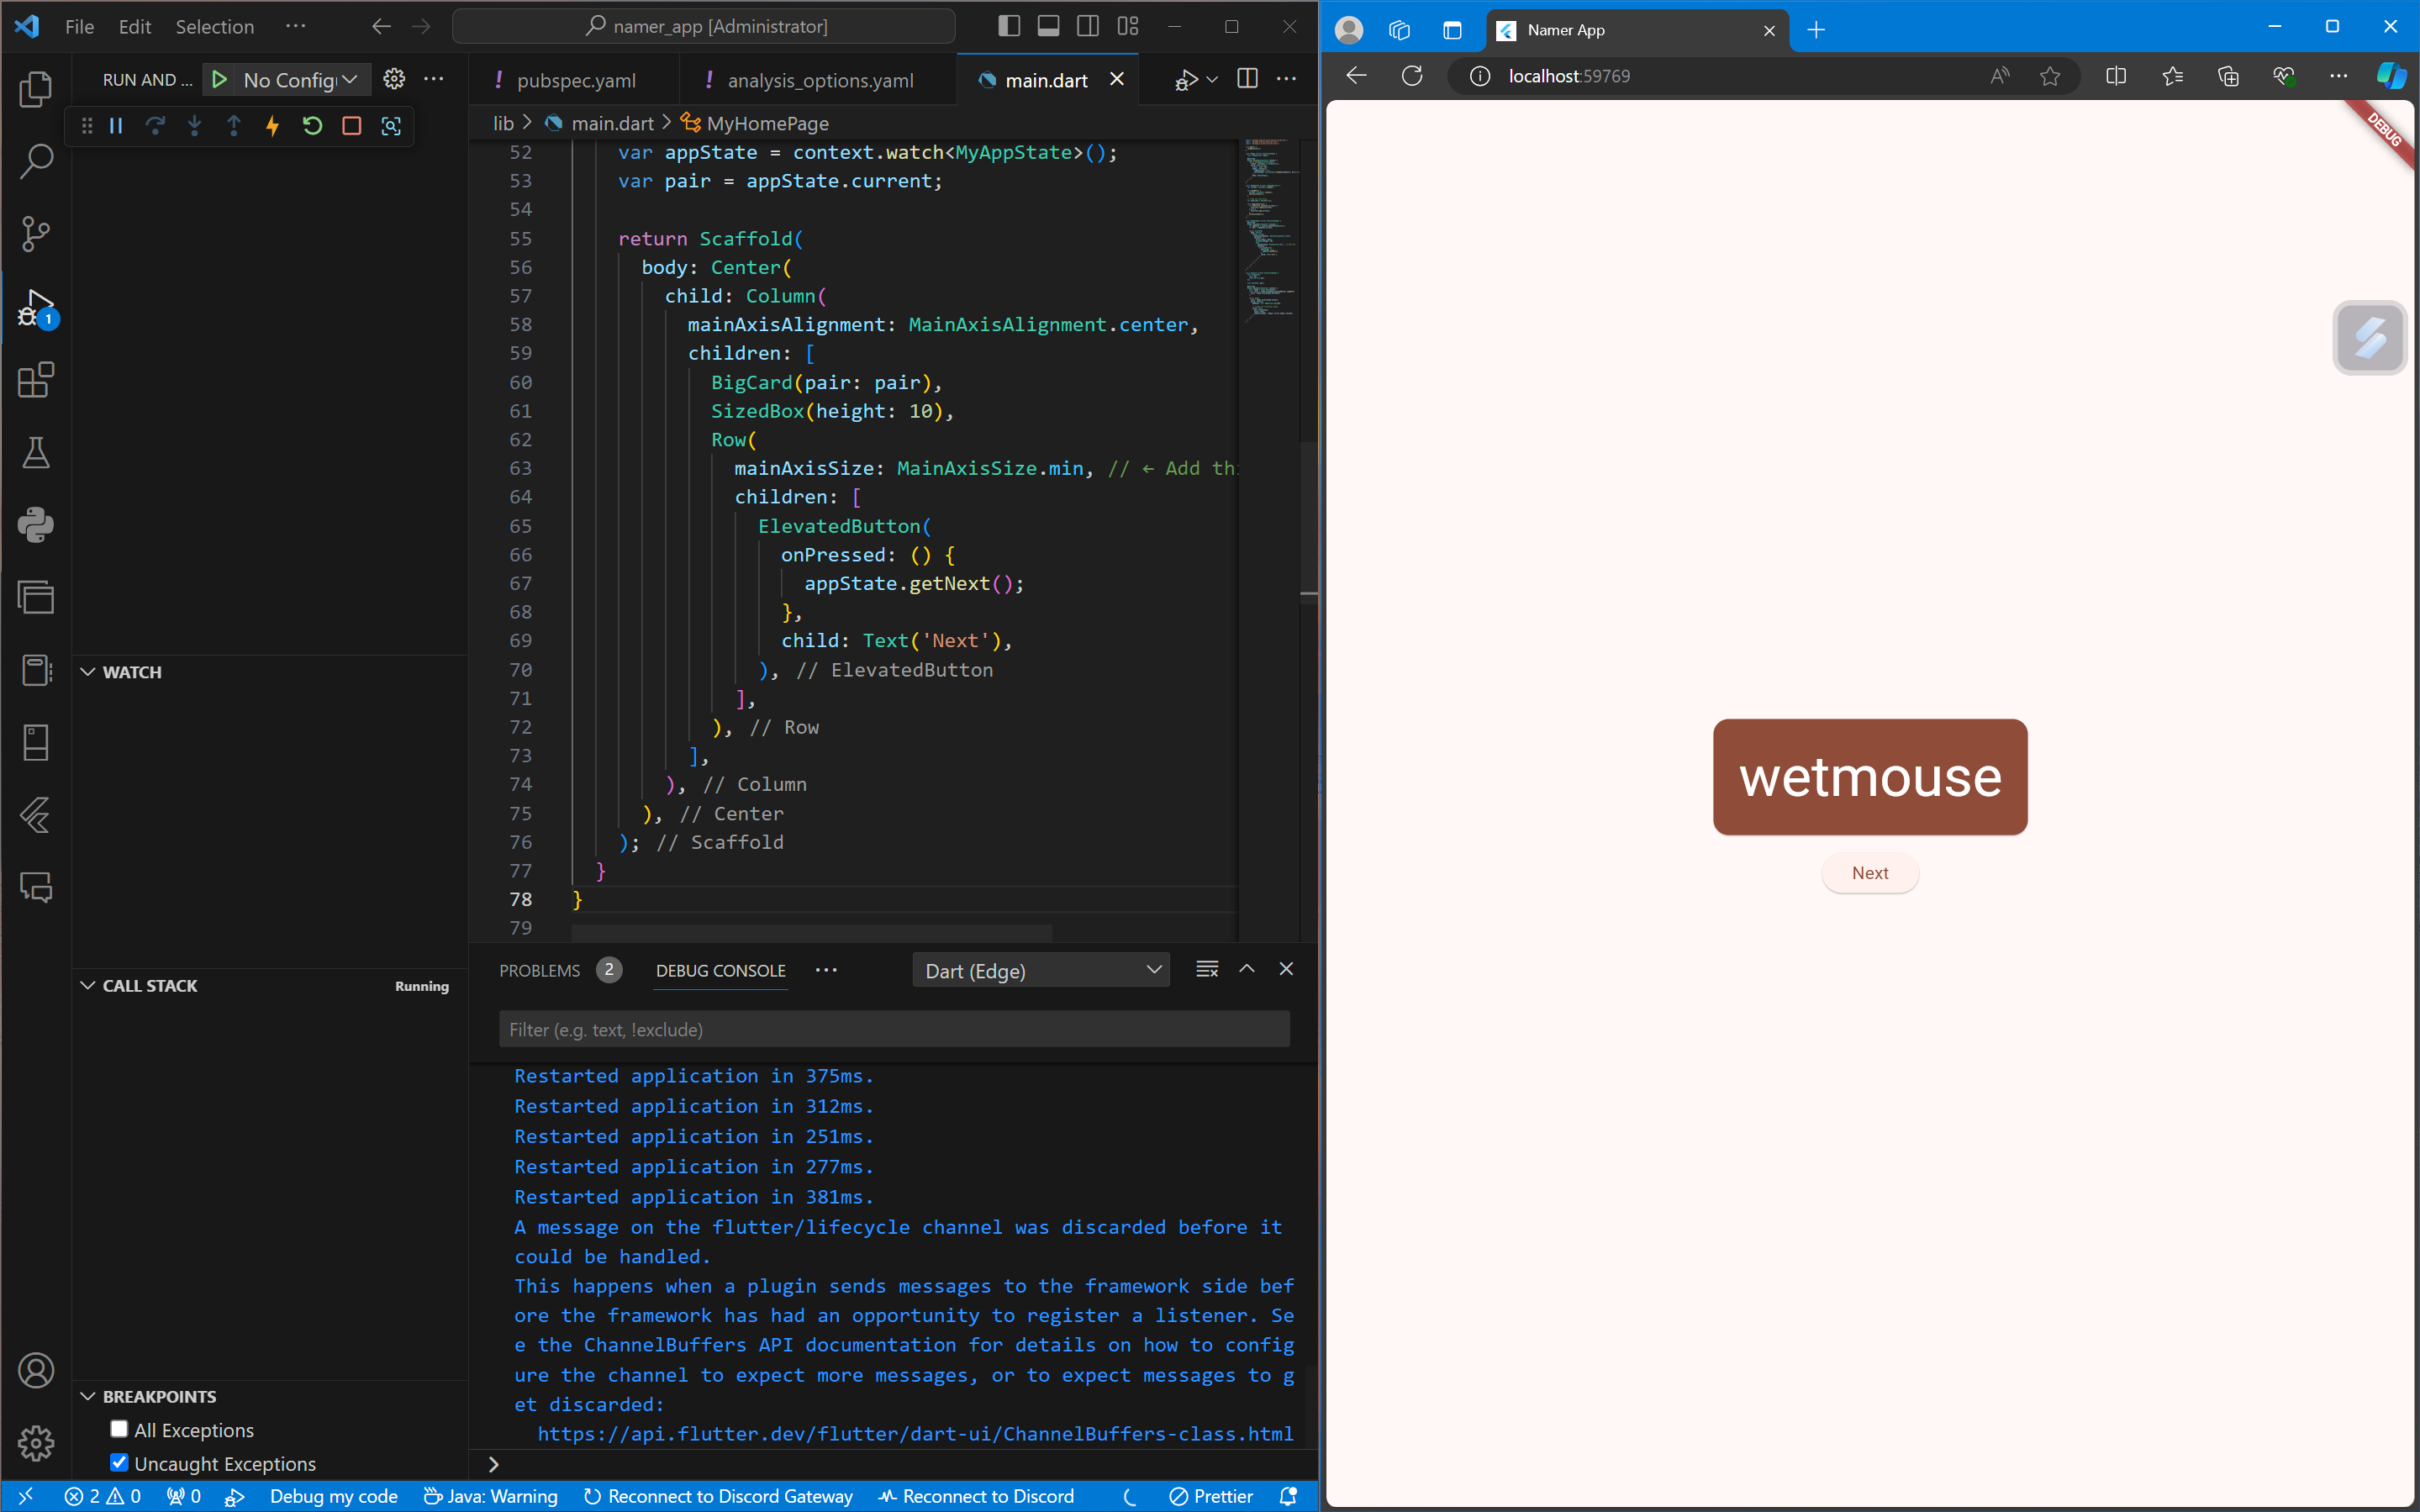 File Edit Selection ··· namer_app [Administrator]
RUN AND ... No Config
pubspec.yaml
analysis_options.yaml
main.dart
lib > main.dart > MyHomePage
52 var appState = context.watch<MyAppState>();
53 var pair = appState.current;
54
55 return Scaffold(
56 body: Center(
57 child: Column(
58 mainAxisAlignment: MainAxisAlignment.center,
59 children: [
60 BigCard(pair: pair),
61 SizedBox(height: 10),
62 Row(
63 mainAxisSize: MainAxisSize.min, // ← Add thi
64 children: [
65 ElevatedButton(
66 onPressed: () {
67 appState.getNext();
68 },
69 child: Text('Next'),
70 ), // ElevatedButton
71 ],
72 ), // Row
73 ],
74 ), // Column
75 ), // Center
76 ); // Scaffold
77 }
78 }
79
1
WATCH
CALL STACK Running
BREAKPOINTS
All Exceptions
Uncaught Exceptions
PROBLEMS 2 DEBUG CONSOLE ··· Dart (Edge)
Filter (e.g. text, !exclude)
Restarted application in 375ms.
Restarted application in 312ms.
Restarted application in 251ms.
Restarted application in 277ms.
Restarted application in 381ms.
A message on the flutter/lifecycle channel was discarded before it
could be handled.
This happens when a plugin sends messages to the framework side bef
ore the framework has had an opportunity to register a listener. Se
e the ChannelBuffers API documentation for details on how to config
ure the channel to expect more messages, or to expect messages to g
et discarded:
https://api.flutter.dev/flutter/dart-ui/ChannelBuffers-class.html
>
2 0 0 Debug my code Java: Warning Reconnect to Discord Gateway Reconnect to Discord Prettier
Namer App
localhost:59769
DEBUG
wetmouse
Next